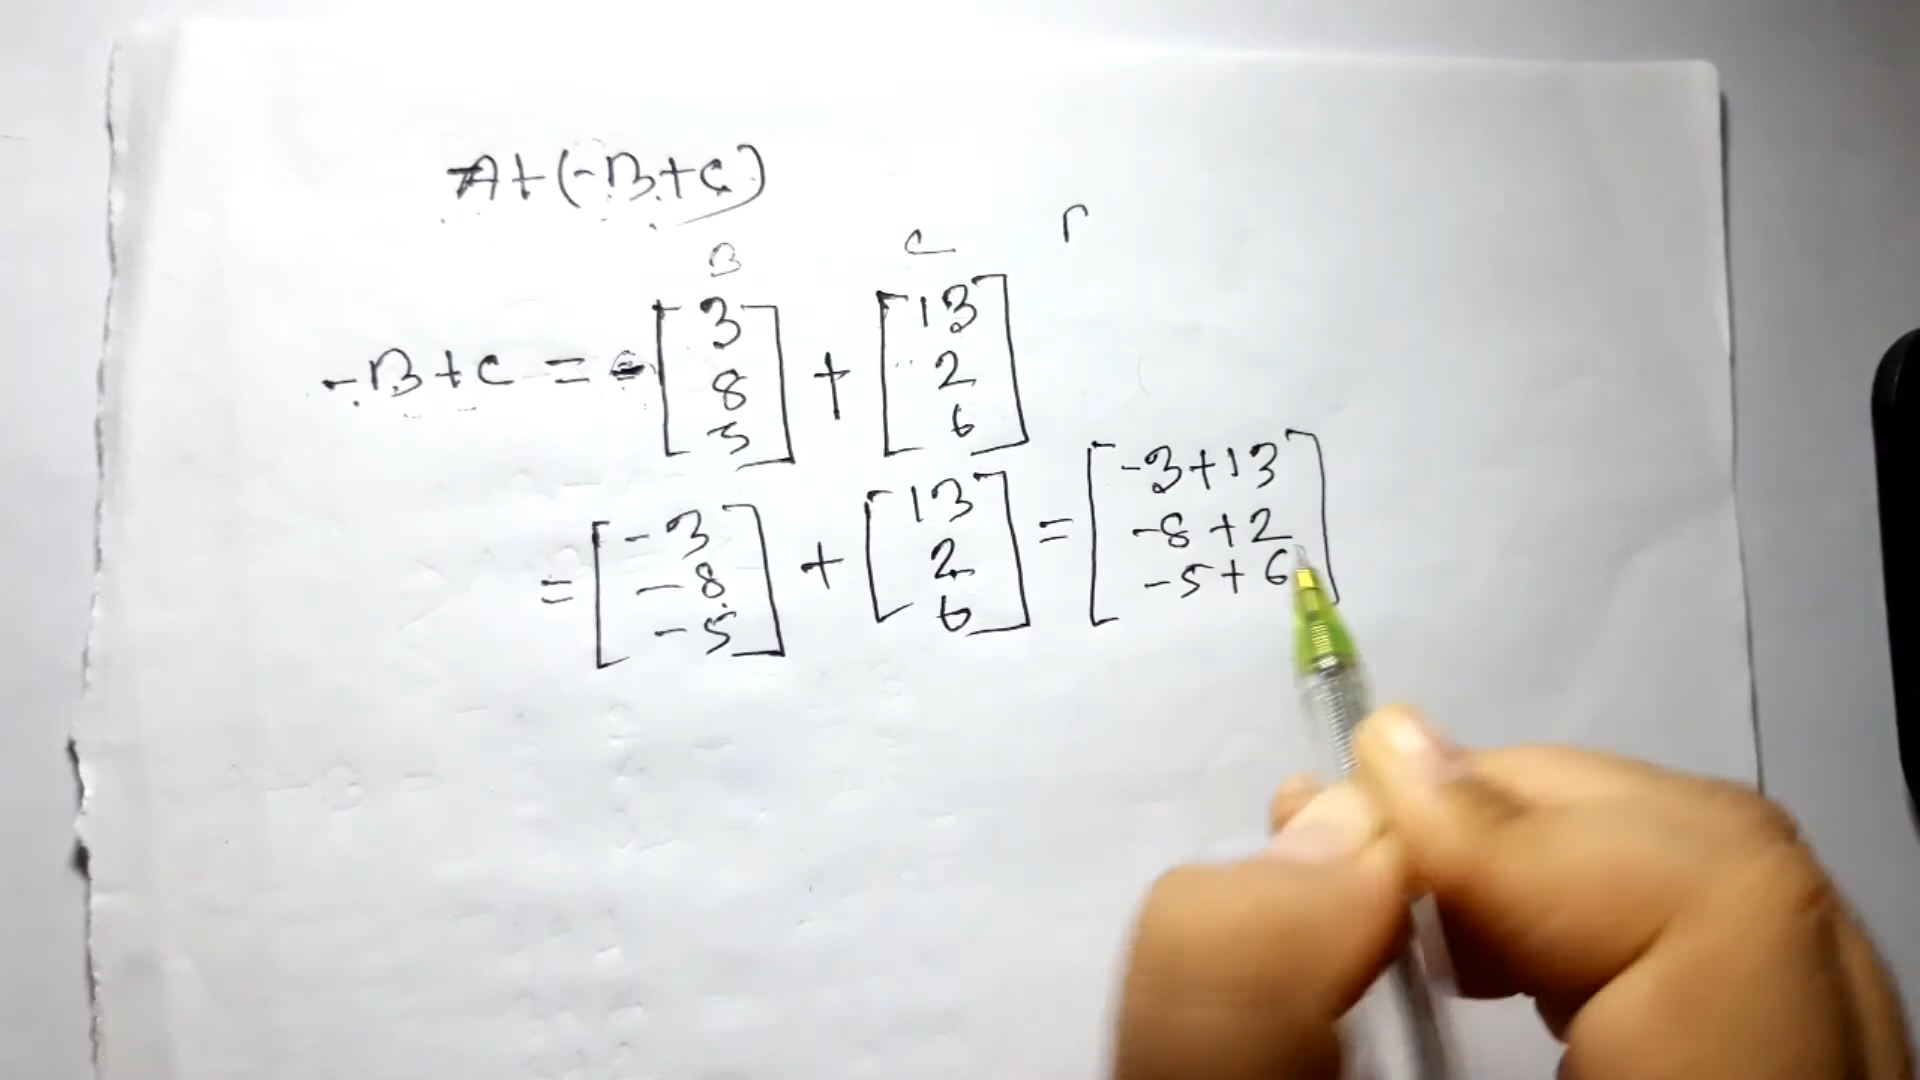 A+(-B+C)
B C
-B+C = -[3 8 5] + [13 2 6]
= [-3 -8 -5] + [13 2 6] = [-3+13 -8+2 -5+6]